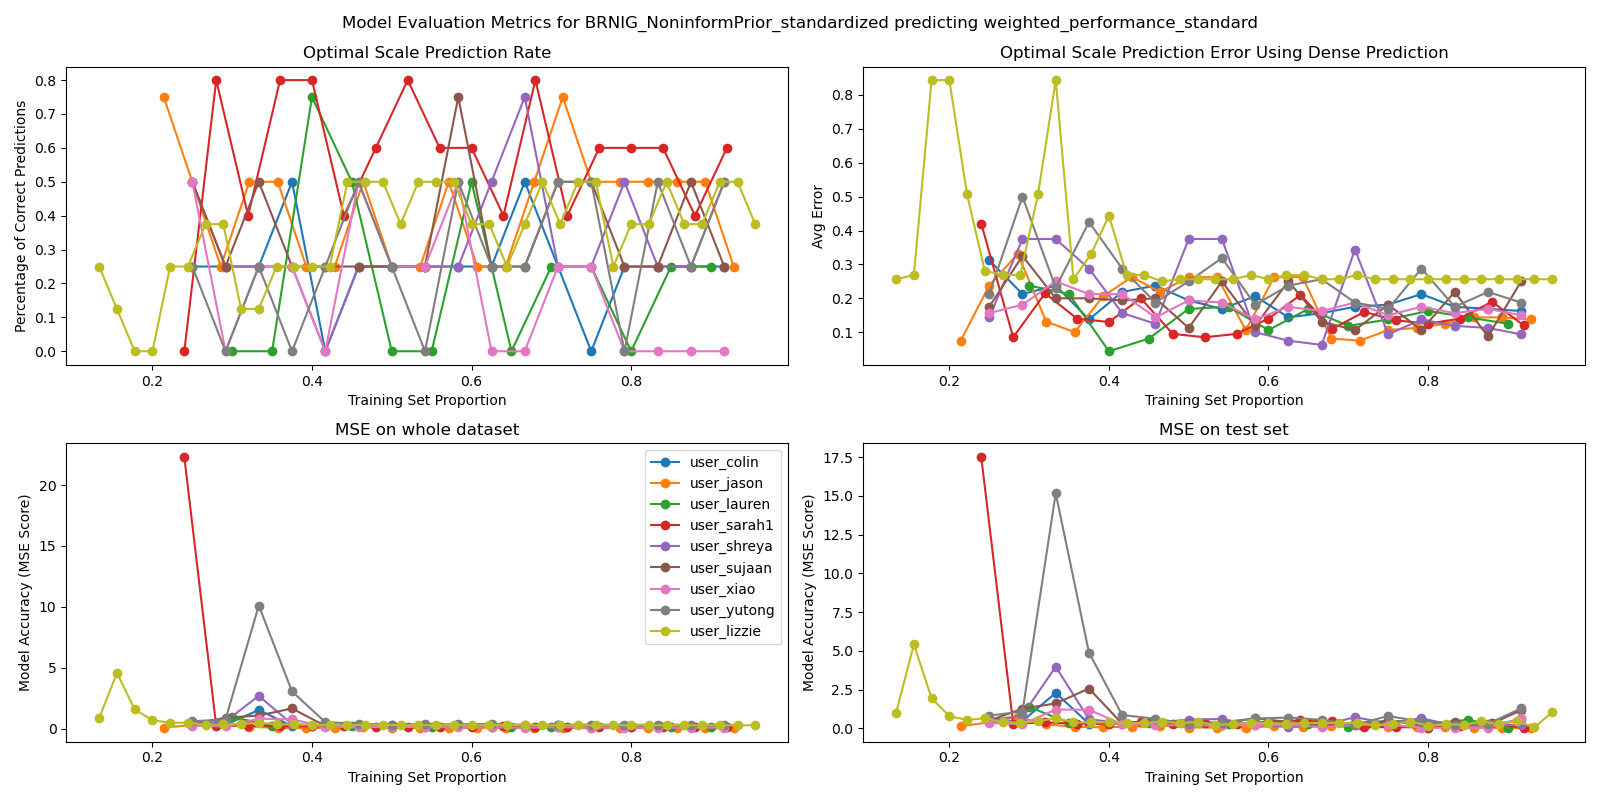 Model Evaluation Metrics for BRNIG_NoninformPrior_standardized predicting weighted_performance_standard
Optimal Scale Prediction Rate
Percentage of Correct Predictions
0.8
0.7
0.6
0.5
0.4
0.3
0.2
0.1
0.0
0.2 0.4 0.6 0.8
Training Set Proportion
Optimal Scale Prediction Error Using Dense Prediction
Avg Error
0.8
0.7
0.6
0.5
0.4
0.3
0.2
0.1
0.2 0.4 0.6 0.8
Training Set Proportion
MSE on whole dataset
Model Accuracy (MSE Score)
20
15
10
5
0
0.2 0.4 0.6 0.8
Training Set Proportion
user_colin
user_jason
user_lauren
user_sarah1
user_shreya
user_sujaan
user_xiao
user_yutong
user_lizzie
MSE on test set
Model Accuracy (MSE Score)
17.5
15.0
12.5
10.0
7.5
5.0
2.5
0.0
0.2 0.4 0.6 0.8
Training Set Proportion